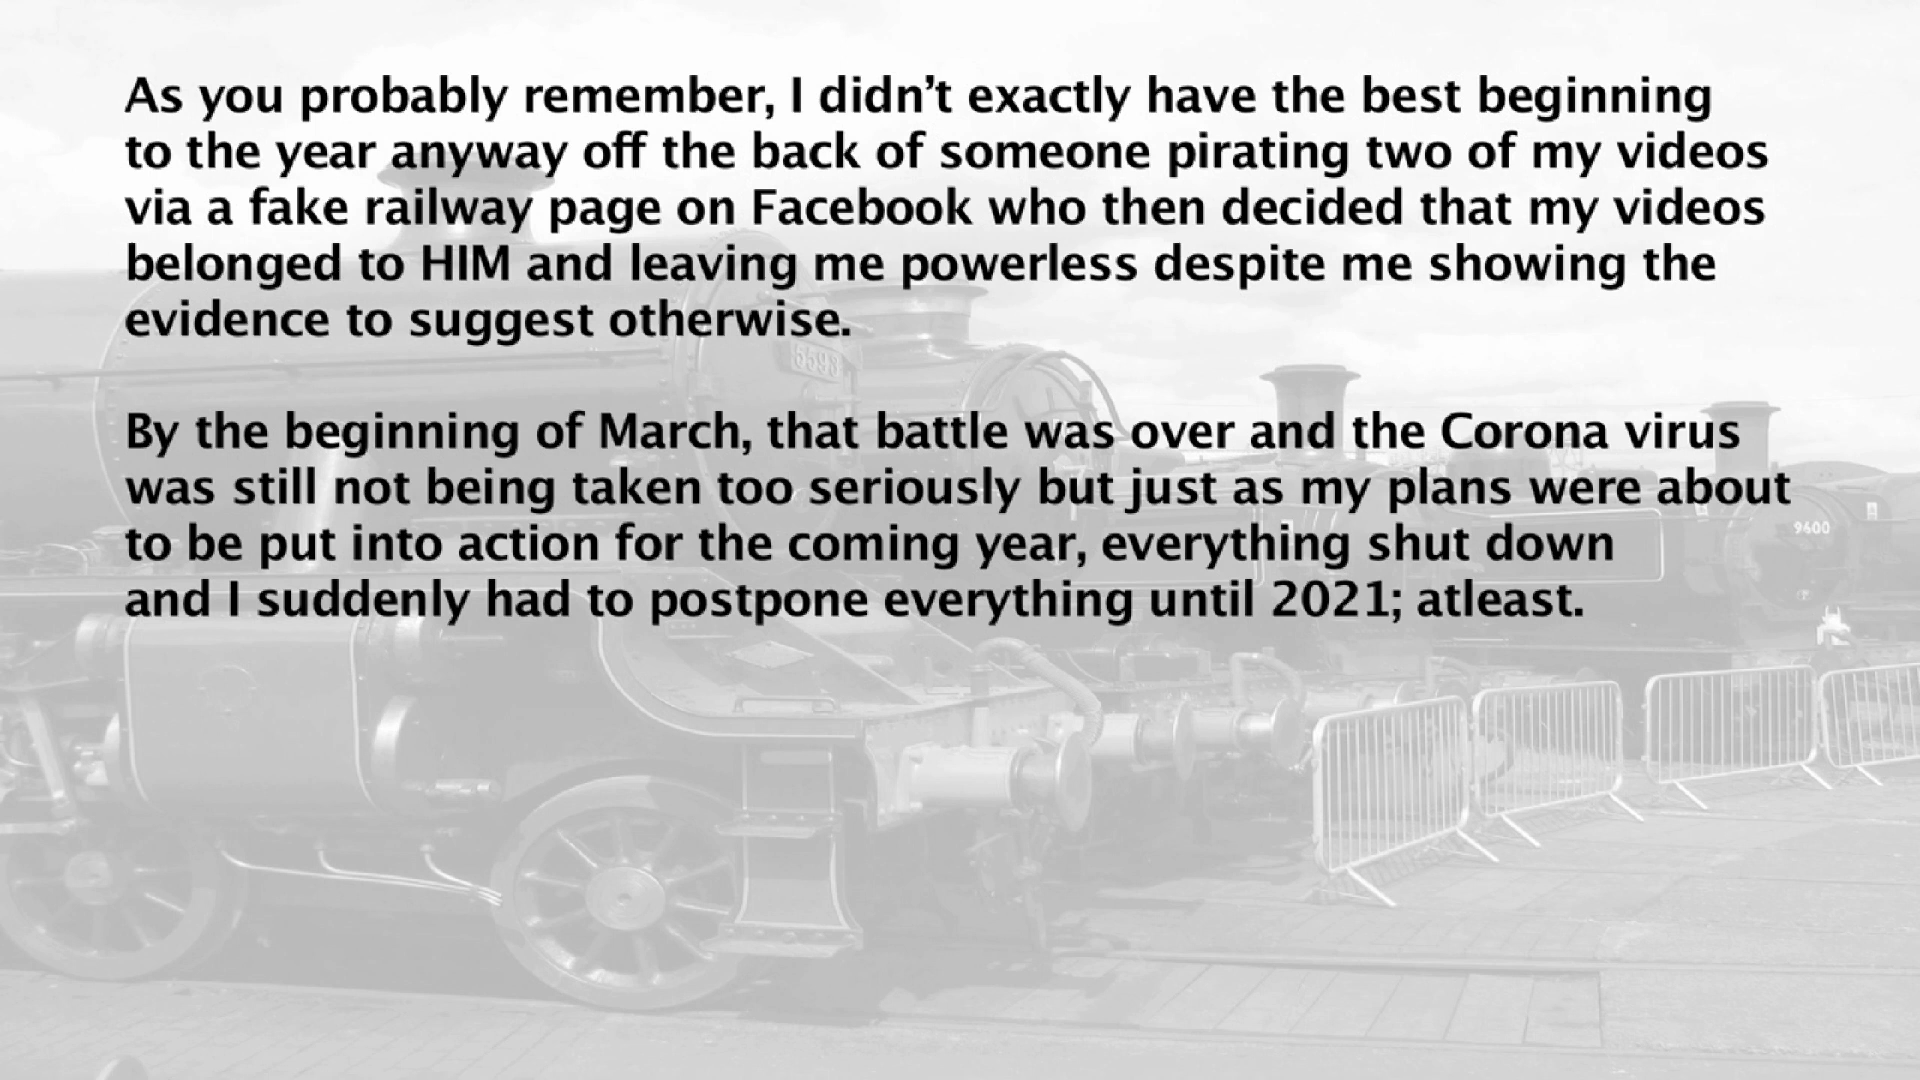 As you probably remember, I didn’t exactly have the best beginning
to the year anyway off the back of someone pirating two of my videos
via a fake railway page on Facebook who then decided that my videos
belonged to HIM and leaving me powerless despite me showing the
evidence to suggest otherwise.
5593
By the beginning of March, that battle was over and the Corona virus
was still not being taken too seriously but just as my plans were about
to be put into action for the coming year, everything shut down
9600
and I suddenly had to postpone everything until 2021; atleast.